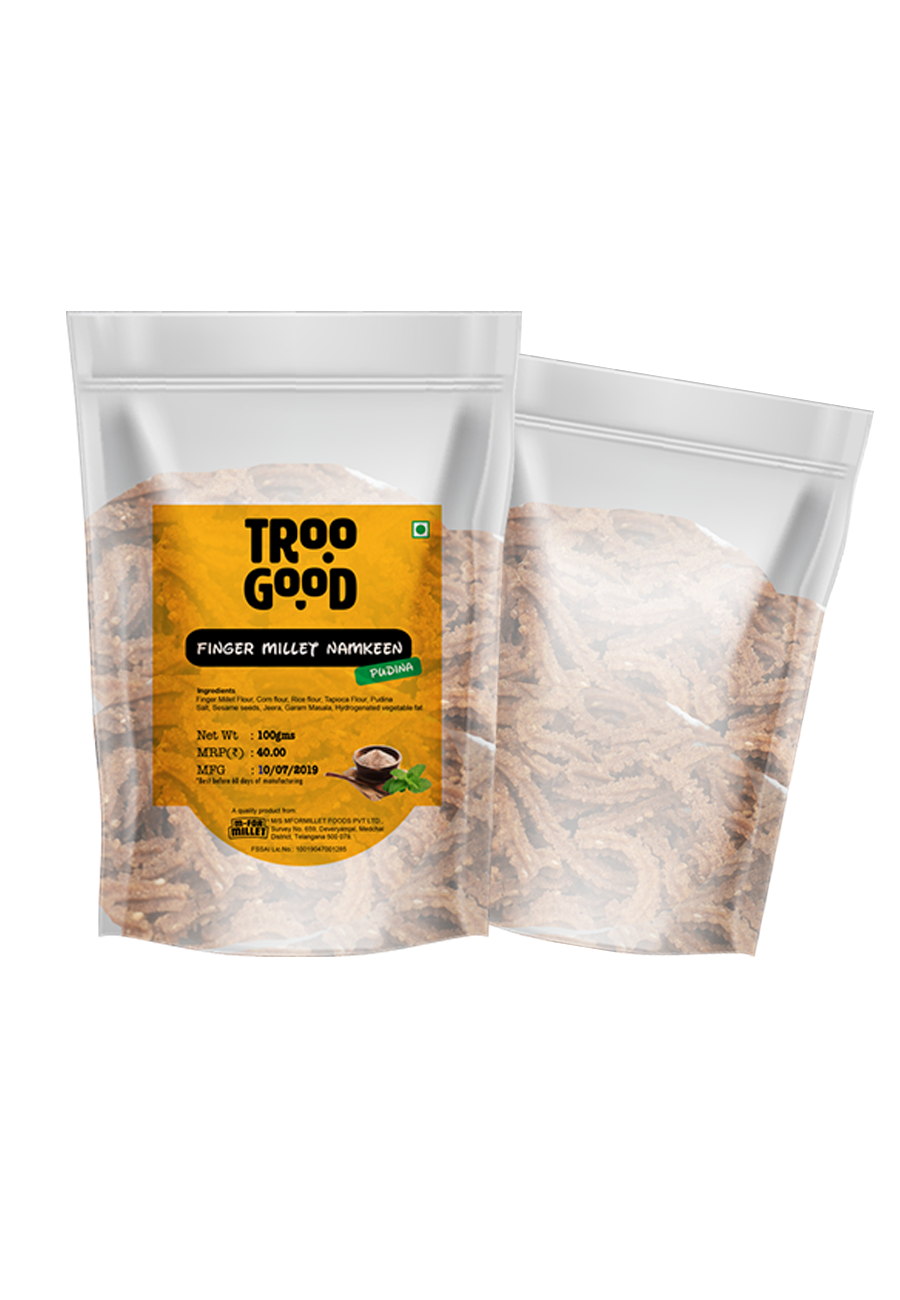 TROO
GOOD
FINGER MILLET NAMKEEN
PUDINA
Ingredients
Finger Millet Flour, Corn flour, Rice flour, Tapioca Flour, Pudina
Salt, Sesame seeds, Jeera, Garam Masala, Hydrogenated vegetable fat
Net Wt : 100gms
MRP(₹) : 40.00
MFG : 10/07/2019
*Best before 60 days of manufacturing
A quality product from:
M-FOR MILLET
M/S MFORMILLET FOODS PVT LTD.,
Survey No. 659, Deveryamjal, Medchal
District, Telangana 500 078.
FSSAI Lic.No.: 10019047001285